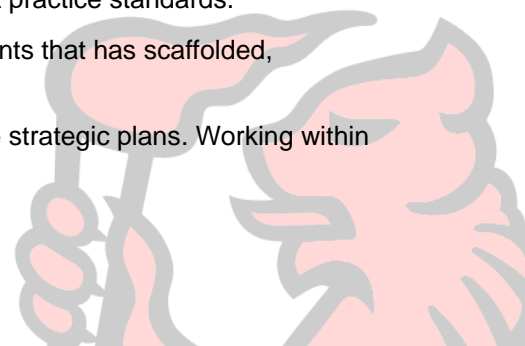 practice standards.
nts that has scaffolded,
strategic plans. Working within